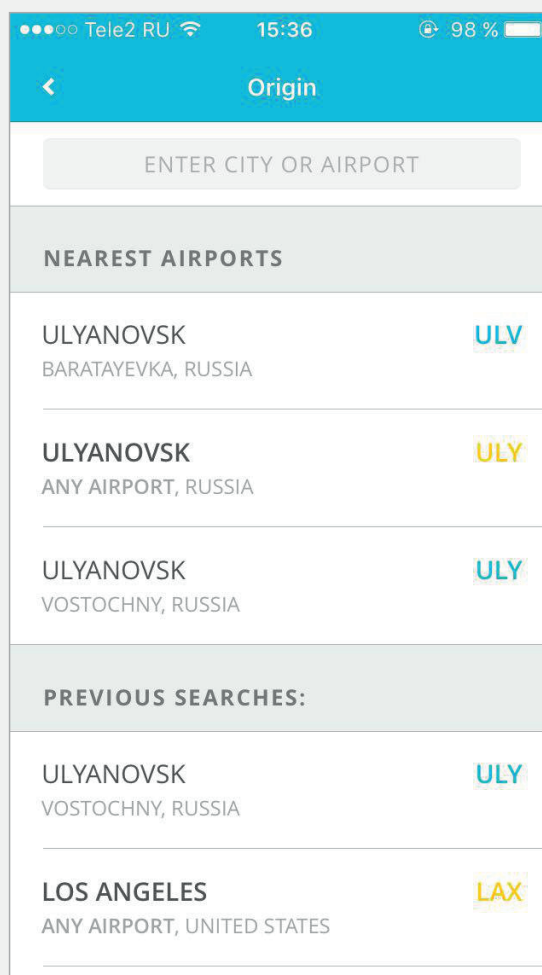 Tele2 RU 15:36 98 %
Origin
ENTER CITY OR AIRPORT
NEAREST AIRPORTS
ULYANOVSK ULV
BARATAYEVKA, RUSSIA
ULYANOVSK ULY
ANY AIRPORT, RUSSIA
ULYANOVSK ULY
VOSTOCHNY, RUSSIA
PREVIOUS SEARCHES:
ULYANOVSK ULY
VOSTOCHNY, RUSSIA
LOS ANGELES LAX
ANY AIRPORT, UNITED STATES